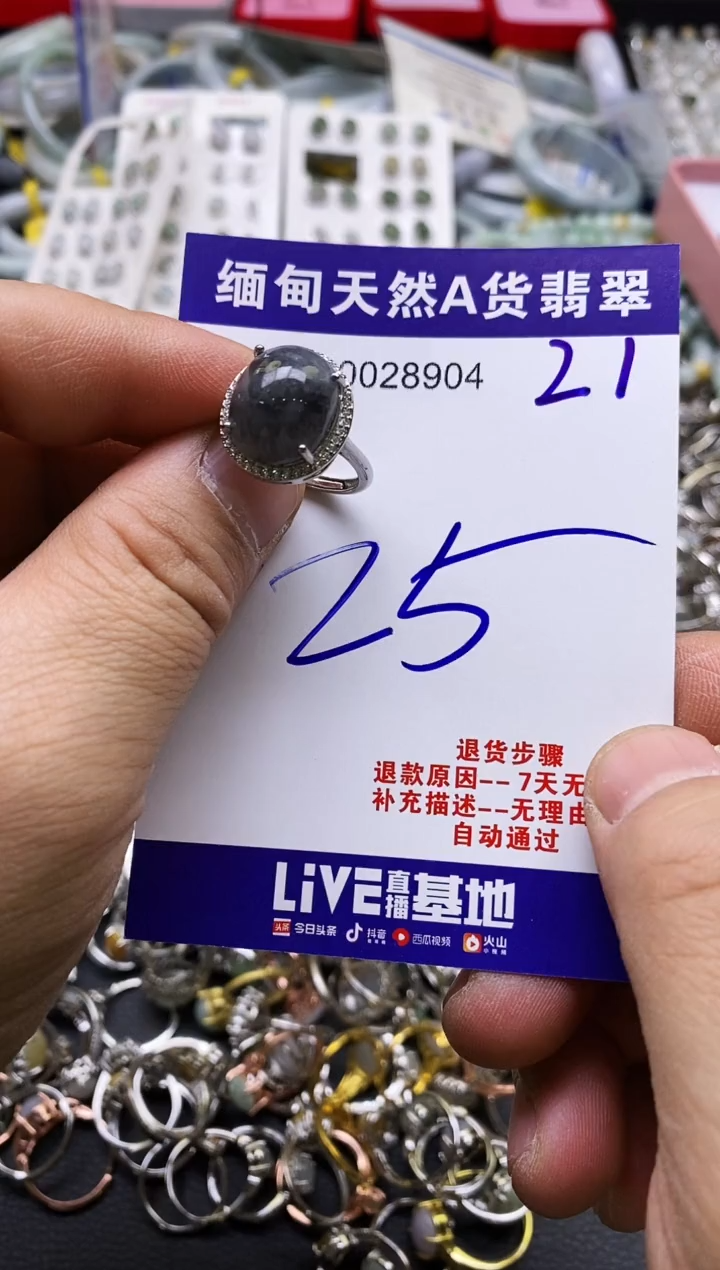 缅甸天然A货翡翠
0028904 21
25
退货步骤
退款原因--7天无
补充描述--无理由
自动通过
LiVE直播基地
头条 今日头条 抖音 西瓜视频 火山